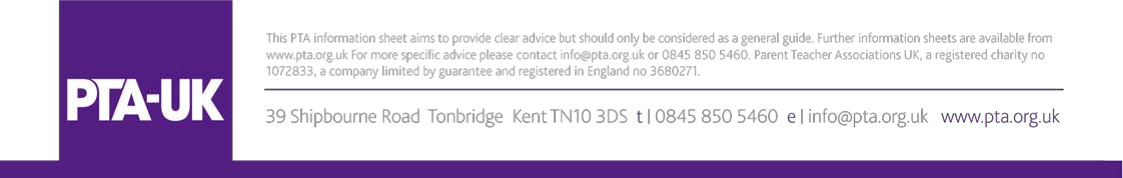 This PTA information sheet aims to provide clear advice but should only be considered as a general guide. Further information sheets are available from
www.pta.org.uk For more specific advice please contact info@pta.org.uk or 0845 850 5460. Parent Teacher Associations UK, a registered charity no
1072833, a company limited by guarantee and registered in England no 3680271.
PTA-UK
39 Shipbourne Road Tonbridge Kent TN10 3DS t | 0845 850 5460 e | info@pta.org.uk www.pta.org.uk